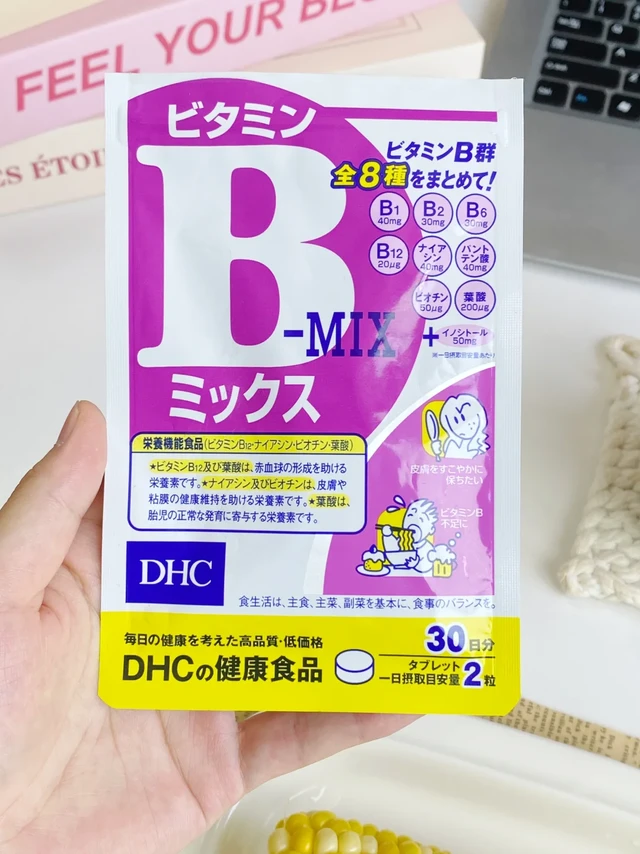 FEEL YOUR BE
ES ÉTOI
ビタミン
B
-MIX
ミックス
ビタミンB群
全8種をまとめて!
B1
40mg
B2
30mg
B6
30mg
B12
20μg
ナイア
シン
40mg
パント
テン酸
40mg
ビオチン
50μg
葉酸
200μg
+イノシトール
50mg
※一日摂取目安量あたり
栄養機能食品(ビタミンB12・ナイアシン・ビオチン・葉酸)
★ビタミンB12及び葉酸は、赤血球の形成を助ける
栄養素です。★ナイアシン及びビオチンは、皮膚や
粘膜の健康維持を助ける栄養素です。★葉酸は、
胎児の正常な発育に寄与する栄養素です。
皮膚をすこやかに
保ちたい
ビタミンB
不足に
DHC
食生活は、主食、主菜、副菜を基本に、食事のバランスを。
毎日の健康を考えた高品質・低価格
DHCの健康食品
30日分
タブレット
一日摂取目安量2粒